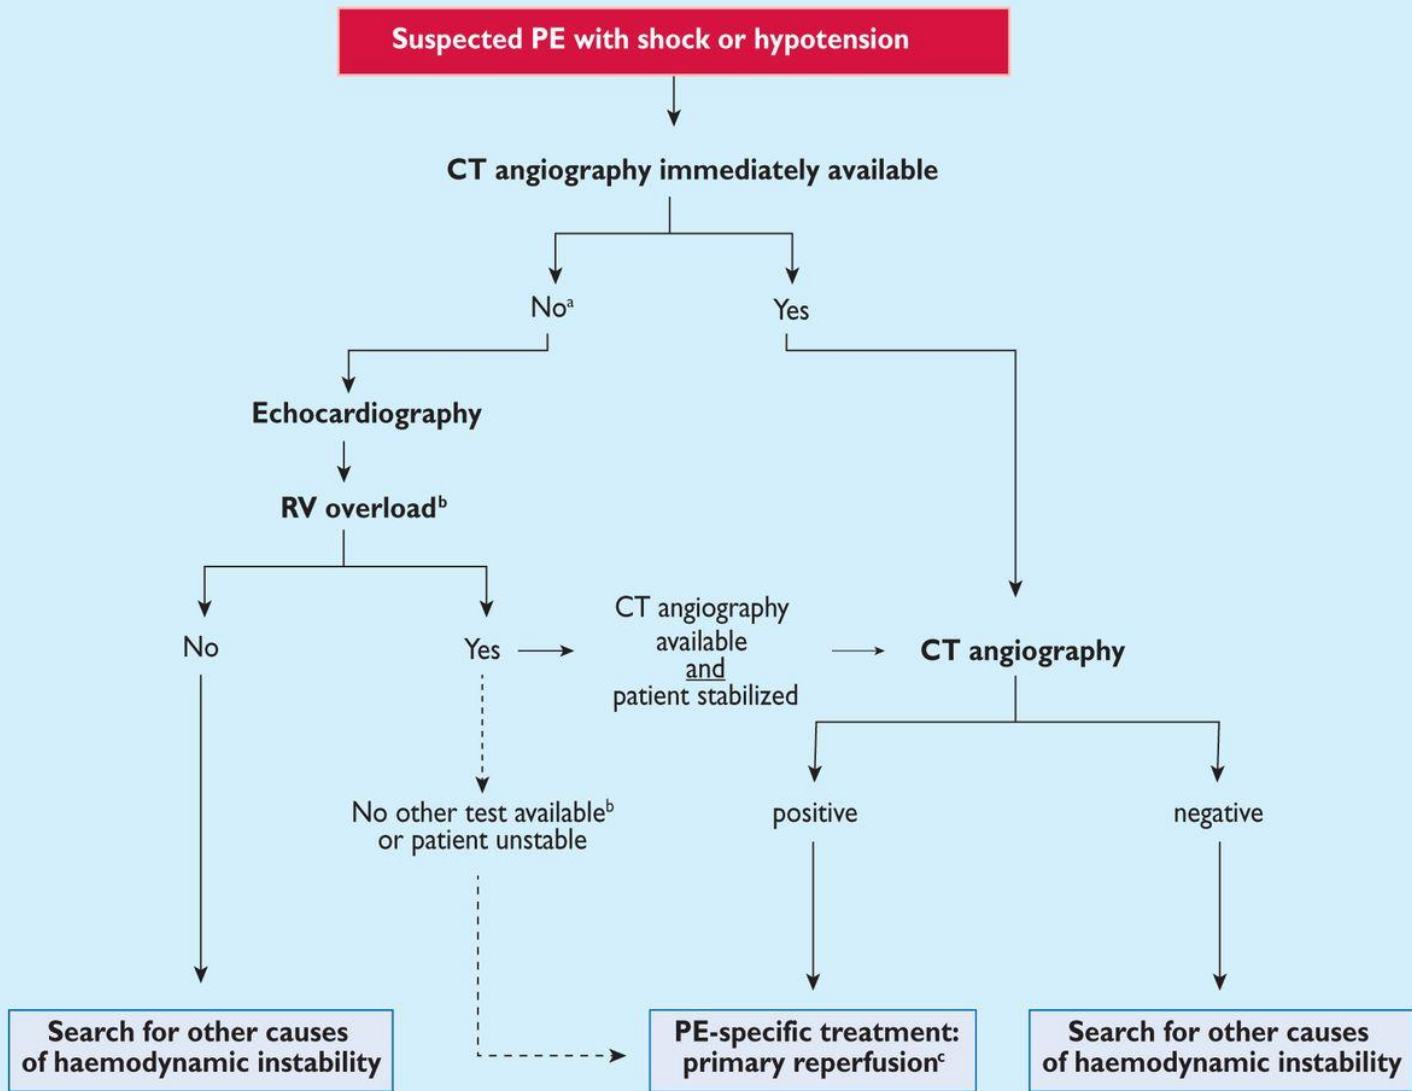 Suspected PE with shock or hypotension
CT angiography immediately available
Noᵃ
Yes
Echocardiography
RV overloadᵇ
No
Yes
CT angiography
available
and
patient stabilized
CT angiography
No other test availableᵇ
or patient unstable
positive
negative
Search for other causes
of haemodynamic instability
PE-specific treatment:
primary reperfusionᶜ
Search for other causes
of haemodynamic instability